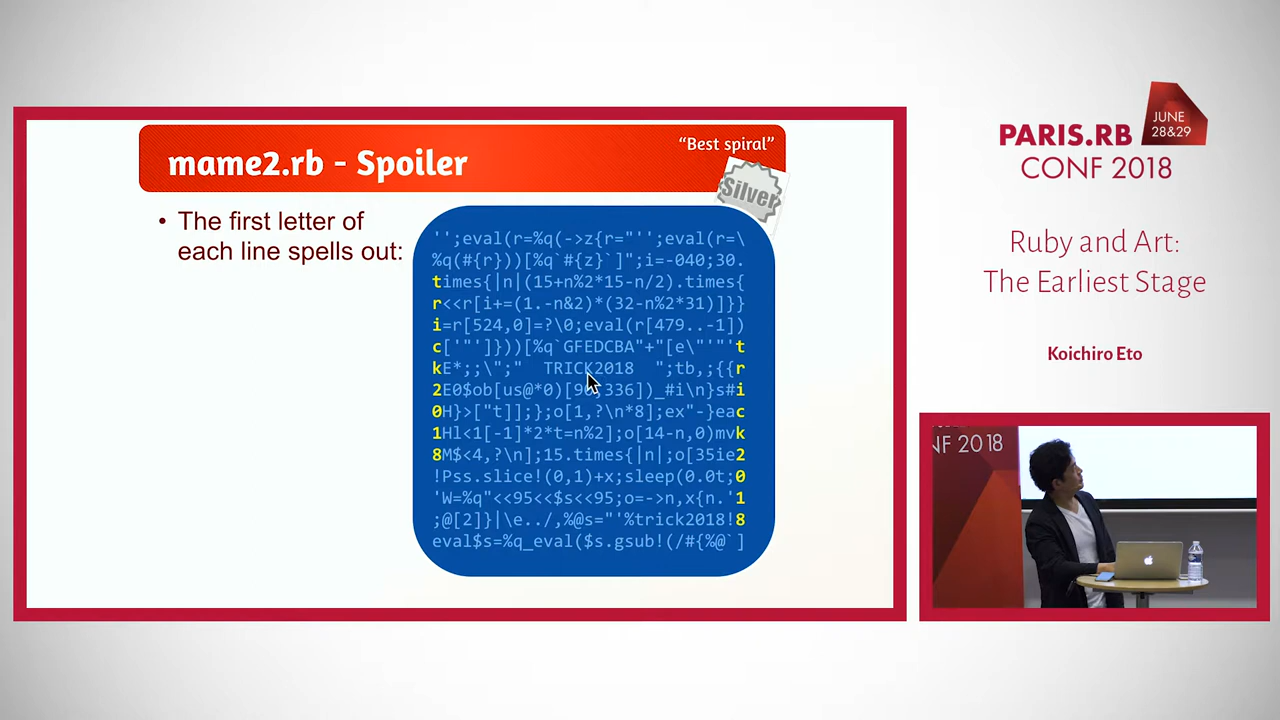 "Best spiral"
mame2.rb - Spoiler
Silver
• The first letter of
each line spells out:
'';eval(r=%q(->z{r="'';eval(r=\
%q(#{r}))[%q`#{z}`]";i=-040;30.
times{|n|(15+n%2*15-n/2).times{
r<<r[i+=(1.-n&2)*(32-n%2*31)]}}
i=r[524,0]=?\0;eval(r[479..-1])
c['"']}))[%q`GFEDCBA"+"[e\"'"'t
kE*;;\";"  TRICK2018  ";tb,;{{r
2E0$ob[us@*0)[90,336])_#i\n}s#i
0H}>["t]];};o[1,?\n*8];ex"-}eac
1Hl<1[-1]*2*t=n%2];o[14-n,0)mvk
8M$<4,?\n];15.times{|n|;o[35ie2
!Pss.slice!(0,1)+x;sleep(0.0t;0
'W=%q"<<95<<$s<<95;o=->n,x{n.'1
;@[2]}|\e../,%@s="'%trick2018!8
eval$s=%q_eval($s.gsub!(/#{%@`]
PARIS.RB
CONF 2018
JUNE
28&29
Ruby and Art:
The Earliest Stage
Koichiro Eto
NF 2018